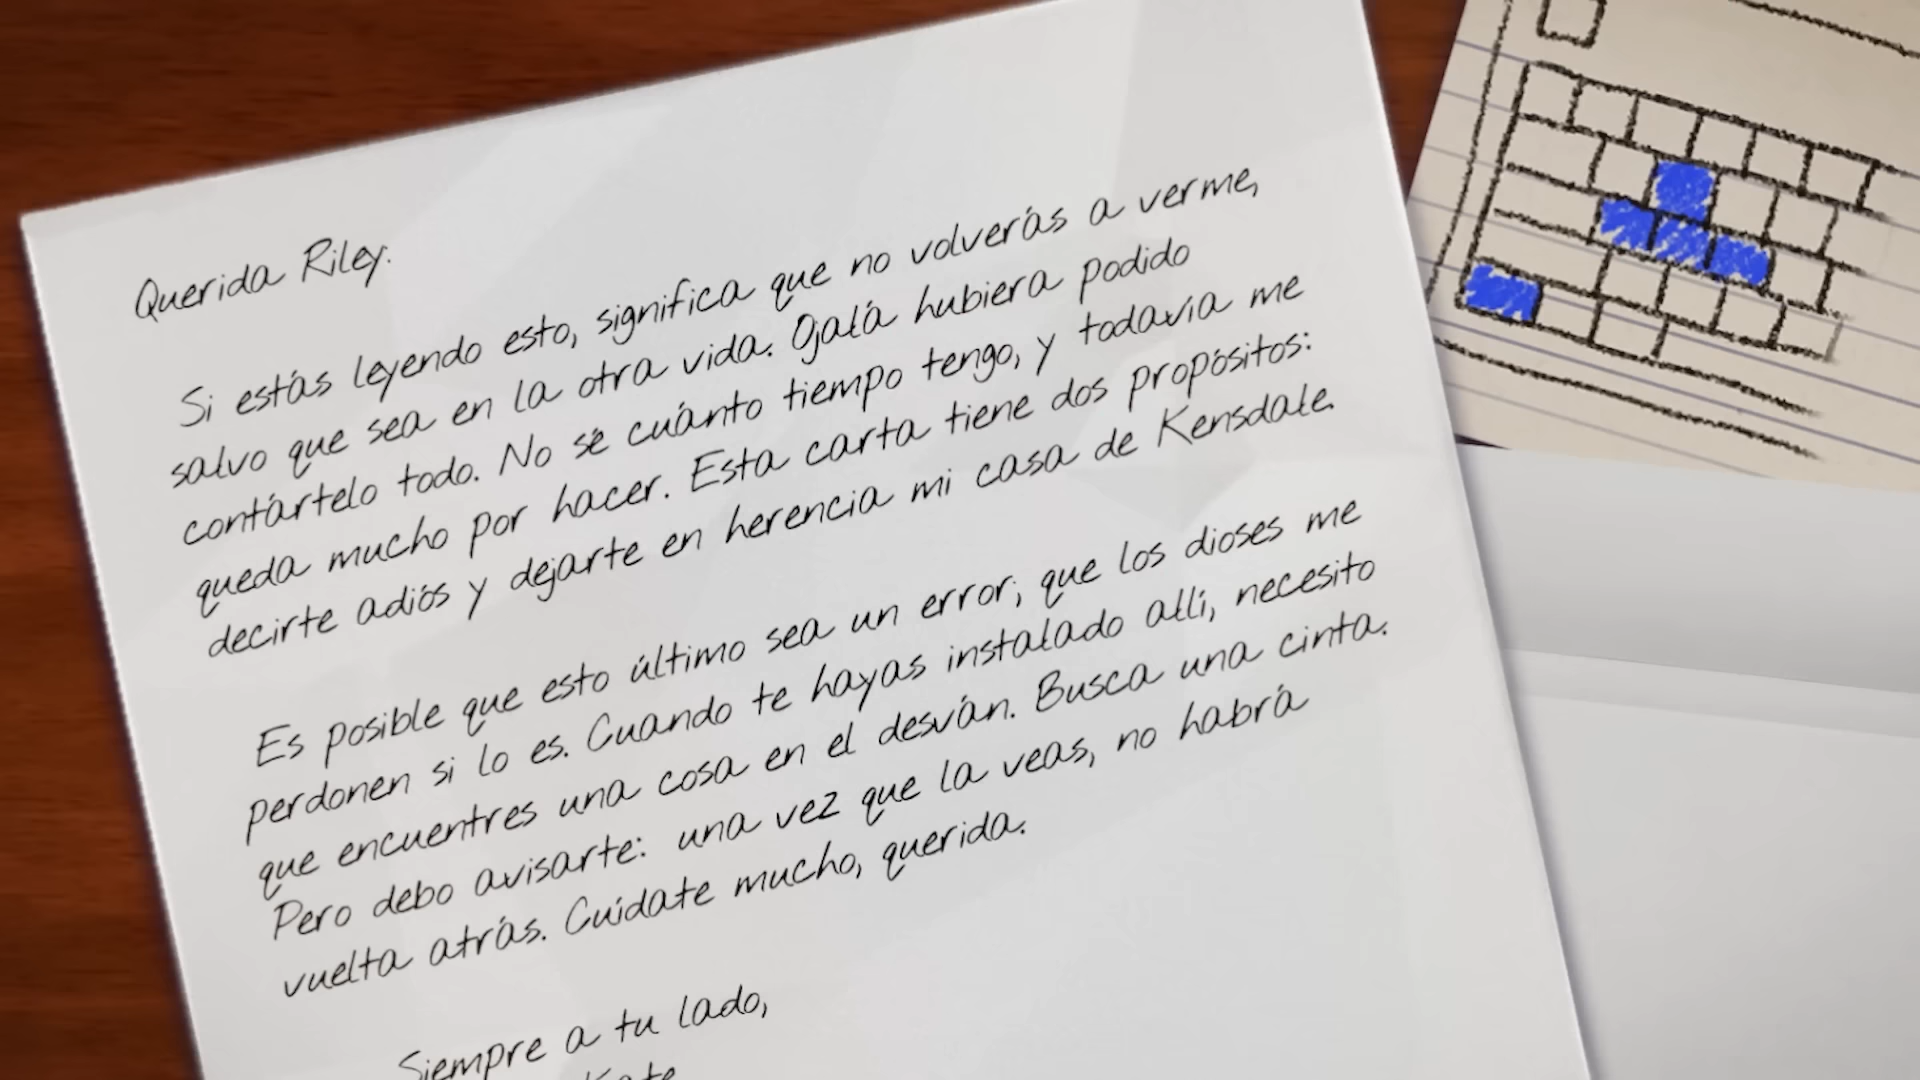 Querida Riley:
Si estás leyendo esto, significa que no volverás a verme,
salvo que sea en la otra vida. Ojalá hubiera podido
contártelo todo. No sé cuánto tiempo tengo, y todavía me
queda mucho por hacer. Esta carta tiene dos propósitos:
decirte adiós y dejarte en herencia mi casa de Kensdale.
Es posible que esto último sea un error; que los dioses me
perdonen si lo es. Cuando te hayas instalado allí, necesito
que encuentres una cosa en el desván. Busca una cinta.
Pero debo avisarte: una vez que la veas, no habrá
vuelta atrás. Cuídate mucho, querida.
Siempre a tu lado,